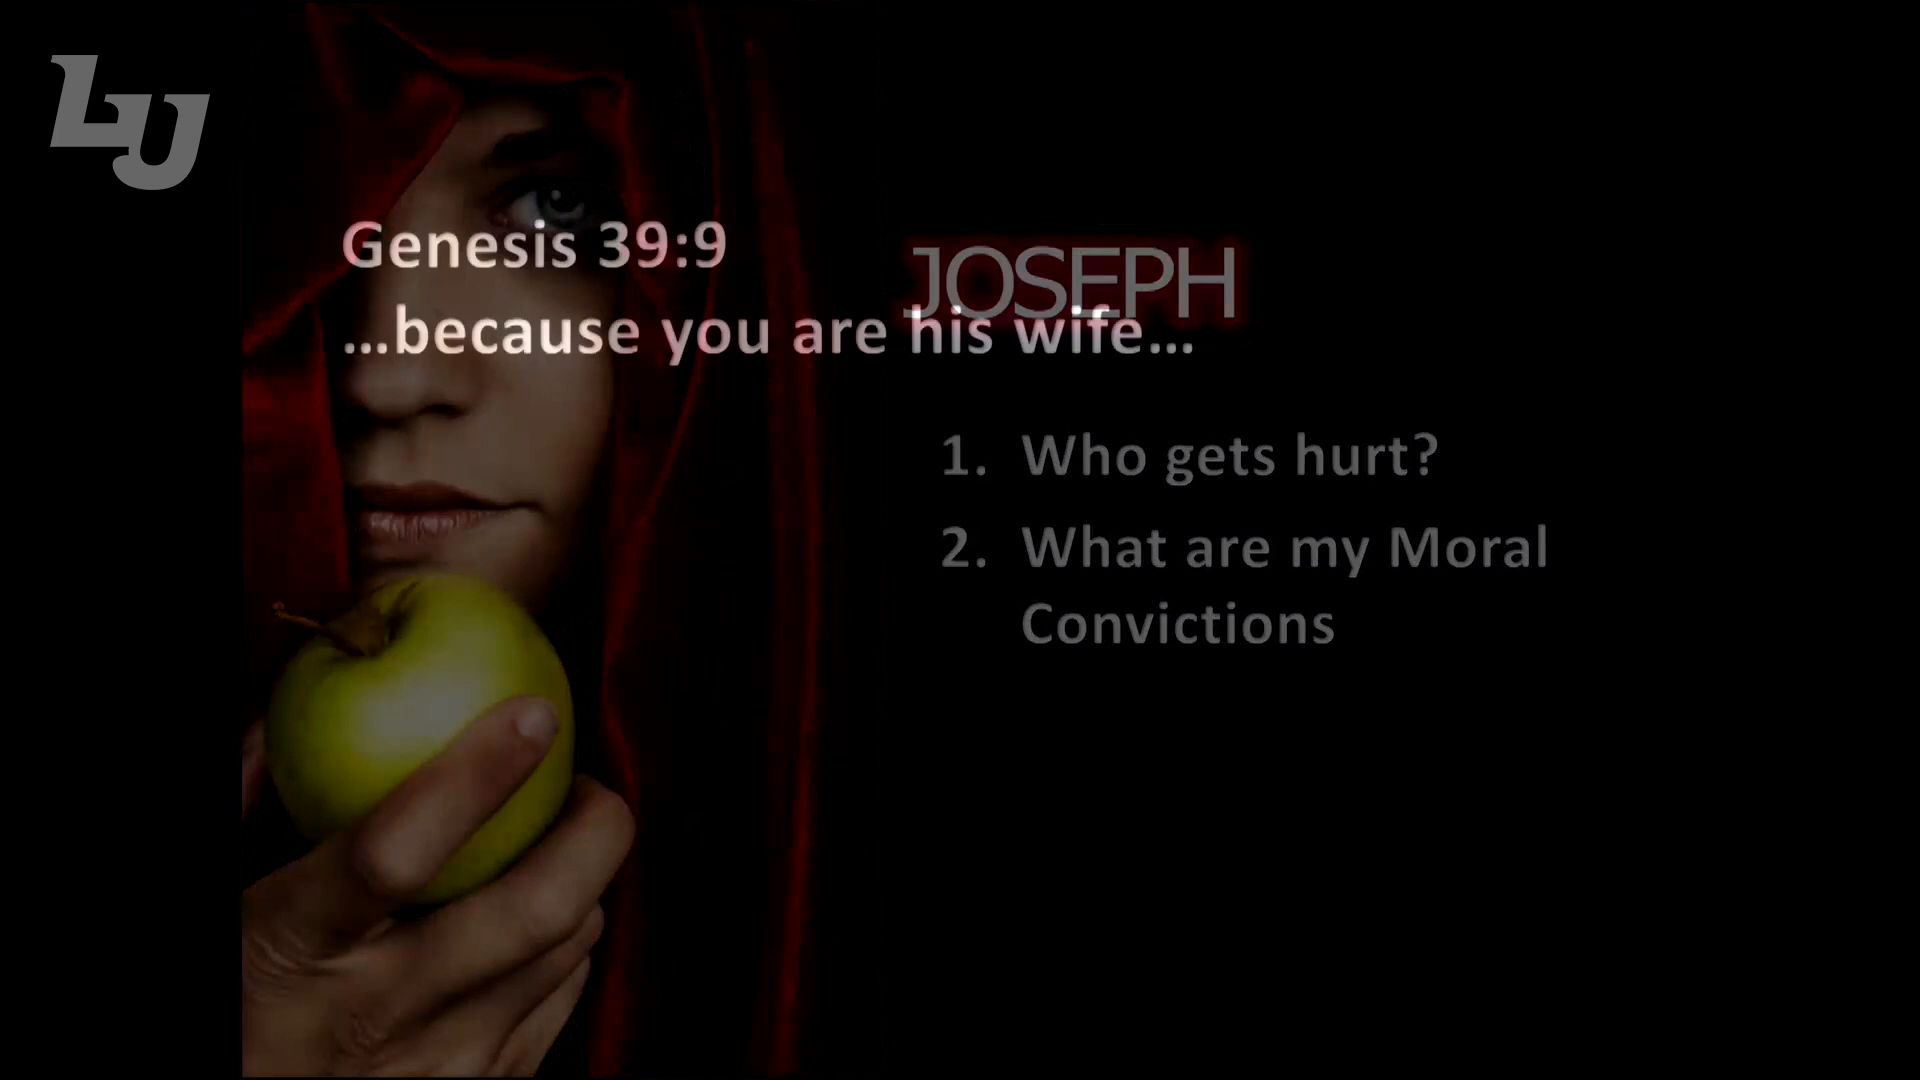 LU
Genesis 39:9
JOSEPH
...because you are his wife...
1. Who gets hurt?
2. What are my Moral
Convictions